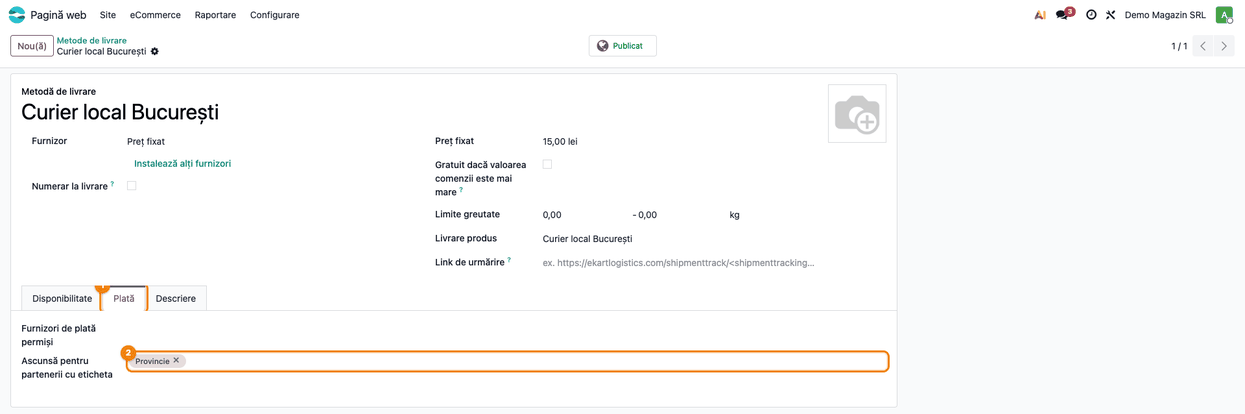 Pagină web Site eCommerce Raportare Configurare AI 3 Demo Magazin SRL A
Nou(ă) Metode de livrare
Curier local București Publicat 1 / 1
Metodă de livrare
Curier local București
Furnizor Preț fixat
Instalează alți furnizori
Numerar la livrare ?
Preț fixat 15,00 lei
Gratuit dacă valoarea
comenzii este mai
mare ?
Limite greutate 0,00 - 0,00 kg
Livrare produs Curier local București
Link de urmărire ? ex. https://ekartlogistics.com/shipmenttrack/<shipmenttracking...
Disponibilitate 1 Plată Descriere
Furnizori de plată
permiși
Ascunsă pentru
partenerii cu eticheta
2 Provincie ×